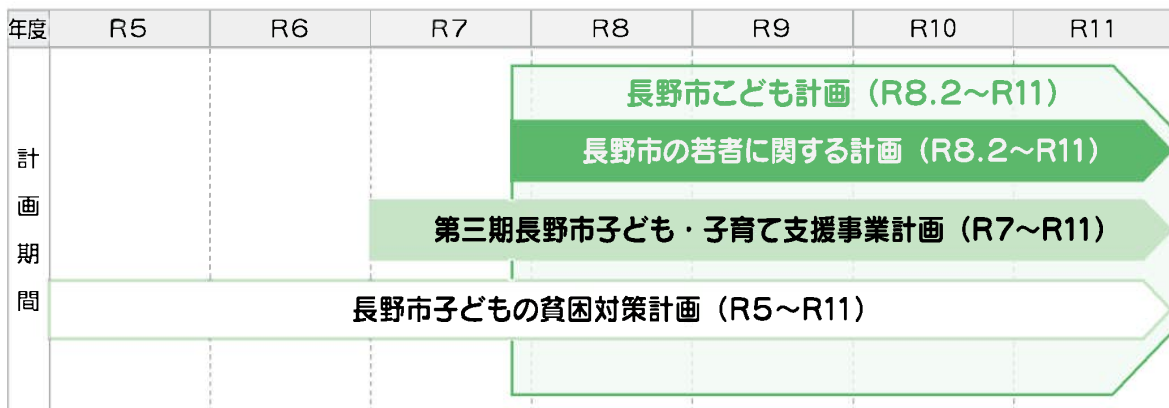 年度 R5 R6 R7 R8 R9 R10 R11
計画期間
長野市こども計画（R8.2～R11）
長野市の若者に関する計画（R8.2～R11）
第三期長野市子ども・子育て支援事業計画（R7～R11）
長野市子どもの貧困対策計画（R5～R11）